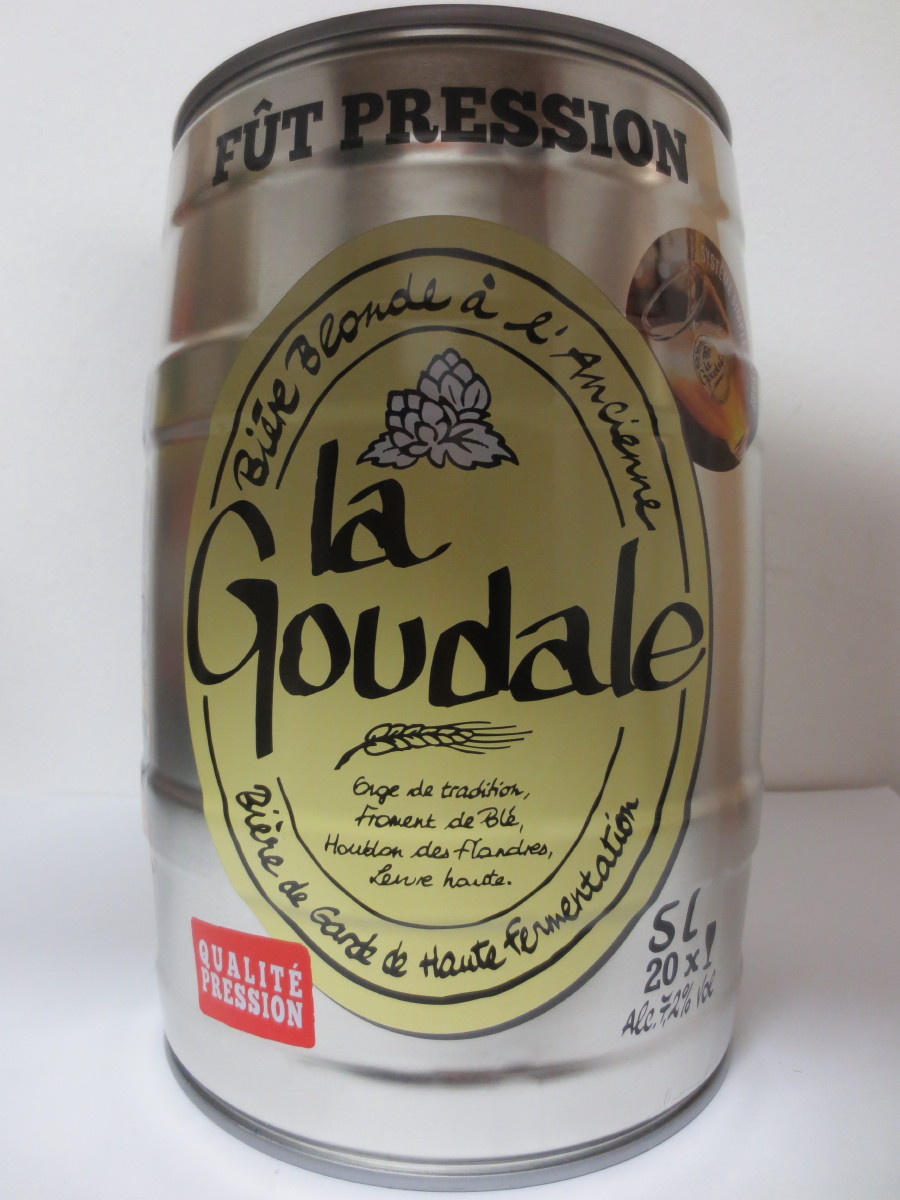 FÛT PRESSION
Bière Blonde à l'Ancienne
la
Goudale
Orge de tradition,
Froment de Blé,
Houblon des flandres,
Levure haute.
Bière de Garde de Haute Fermentation
QUALITÉ
PRESSION
5L
20 x
Alc. 7,2% Vol